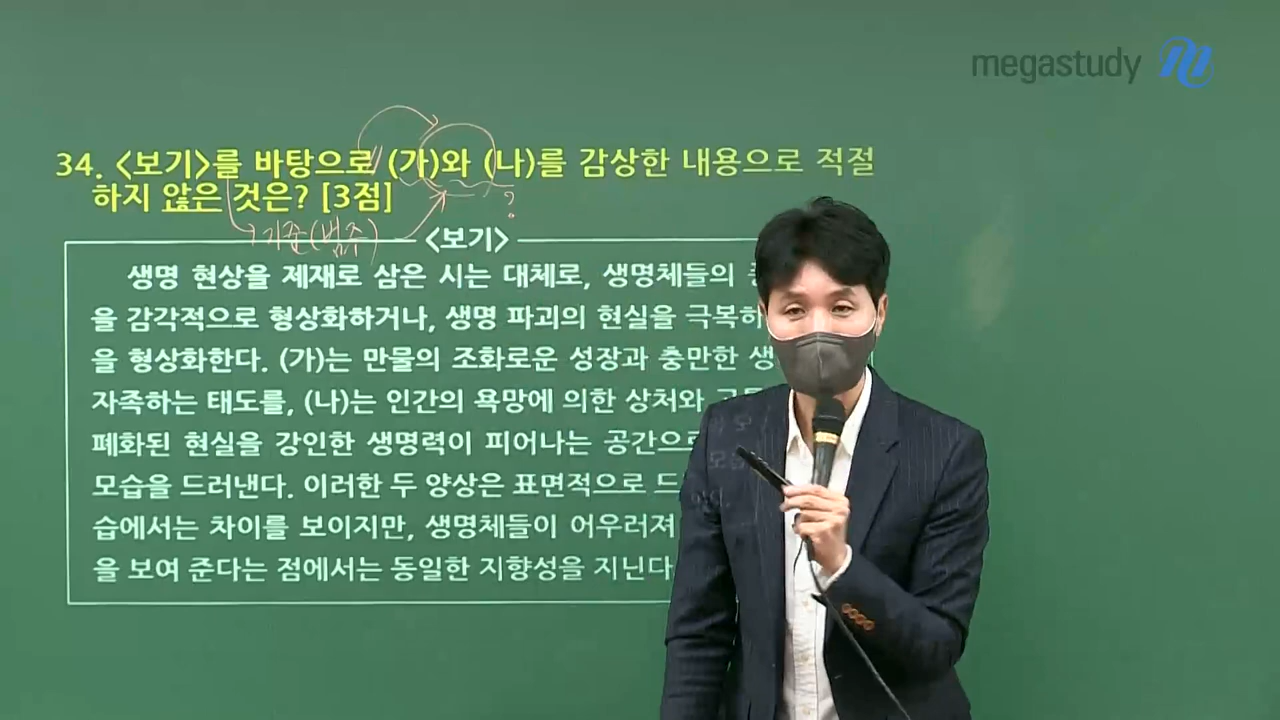 megastudy
34. <보기>를 바탕으로 (가)와 (나)를 감상한 내용으로 적절
하지 않은 것은? [3점]
?
기준(범주)
<보기>
생명 현상을 제재로 삼은 시는 대체로, 생명체들의
을 감각적으로 형상화하거나, 생명 파괴의 현실을 극복하
을 형상화한다. (가)는 만물의 조화로운 성장과 충만한
자족하는 태도를, (나)는 인간의 욕망에 의한 상처와
폐화된 현실을 강인한 생명력이 피어나는 공간으로
모습을 드러낸다. 이러한 두 양상은 표면적으로
습에서는 차이를 보이지만, 생명체들이 어우러져
을 보여 준다는 점에서는 동일한 지향성을 지닌다